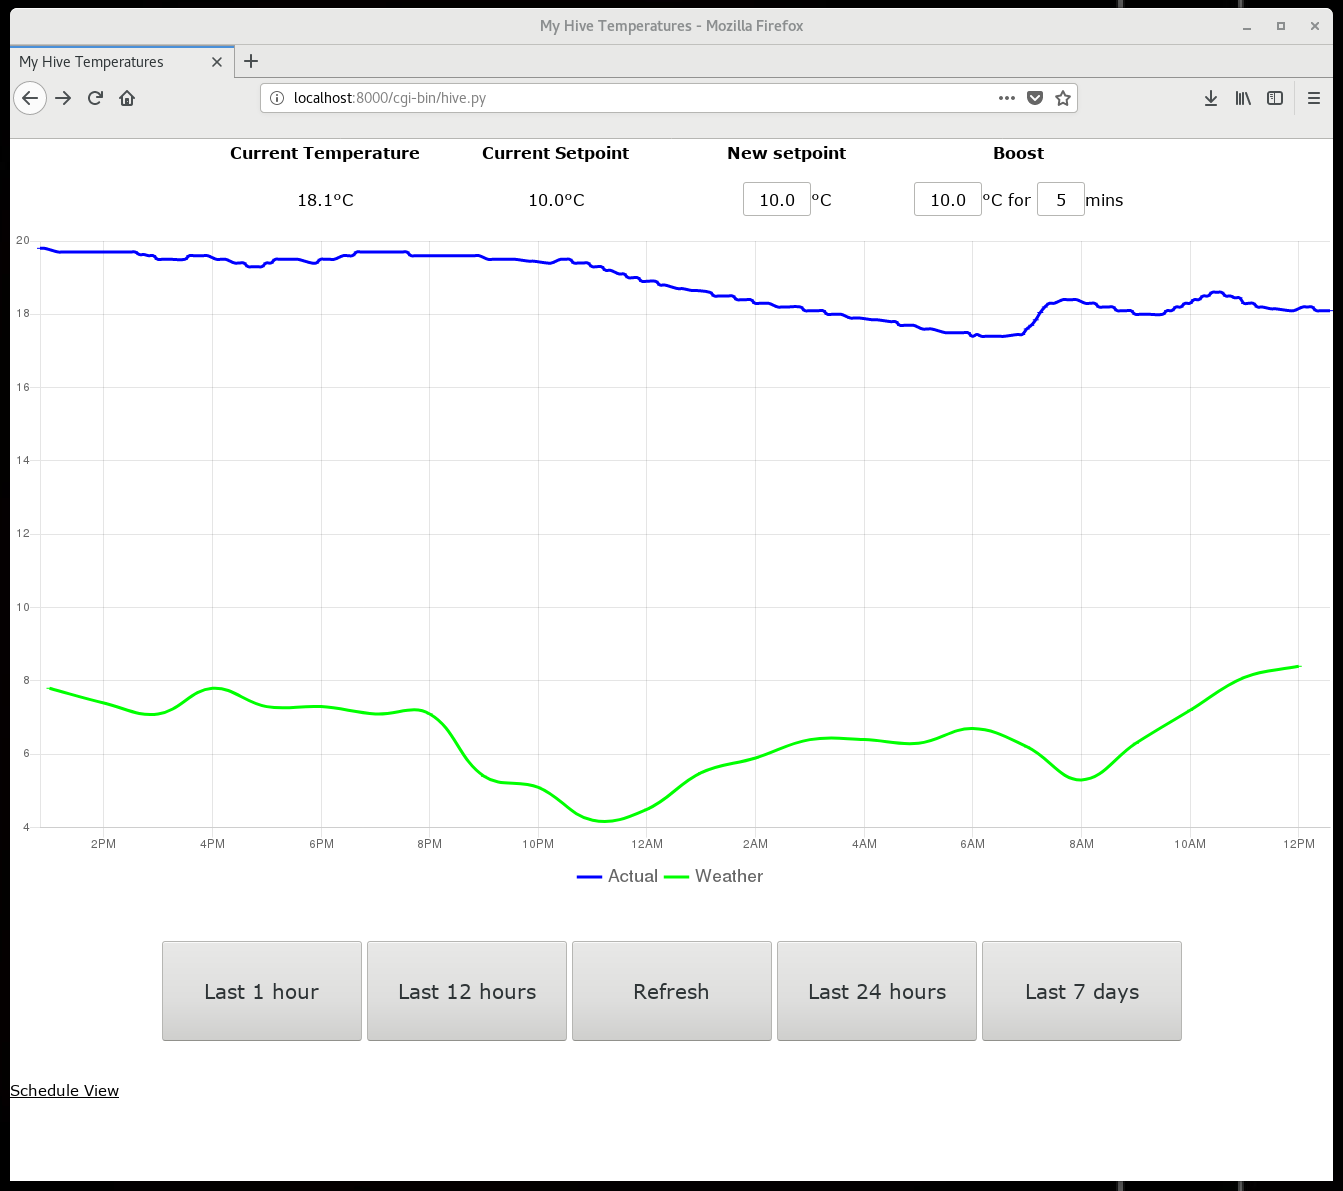 My Hive Temperatures - Mozilla Firefox
My Hive Temperatures
localhost:8000/cgi-bin/hive.py
Current Temperature Current Setpoint New setpoint Boost
18.1°C 10.0°C 10.0 °C 10.0 °C for 5 mins
20
18
16
14
12
10
8
6
4
2PM 4PM 6PM 8PM 10PM 12AM 2AM 4AM 6AM 8AM 10AM 12PM
Actual Weather
Last 1 hour Last 12 hours Refresh Last 24 hours Last 7 days
Schedule View